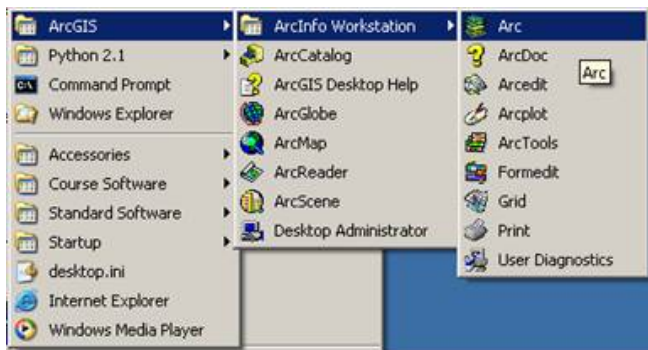 ArcGIS
Python 2.1
Command Prompt
Windows Explorer
Accessories
Course Software
Standard Software
Startup
desktop.ini
Internet Explorer
Windows Media Player
ArcInfo Workstation
ArcCatalog
ArcGIS Desktop Help
ArcGlobe
ArcMap
ArcReader
ArcScene
Desktop Administrator
Arc
ArcDoc
Arcedit
Arcplot
ArcTools
Formedit
Grid
Print
User Diagnostics
Arc